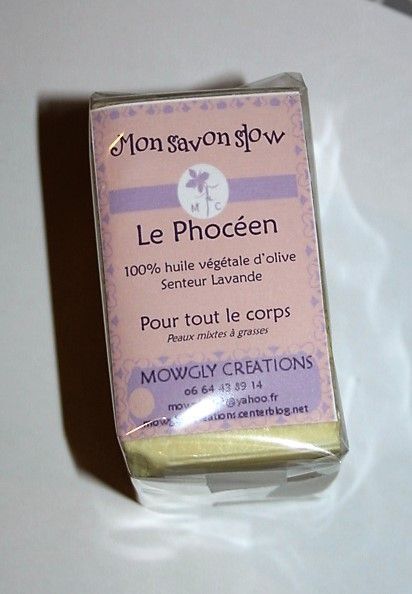 Mon savon slow
M C
Le Phocéen
100% huile végétale d'olive
Senteur Lavande
Pour tout le corps
Peaux mixtes à grasses
MOWGLY CREATIONS
06 64 43 89 14
@yahoo.fr
centerblog.net